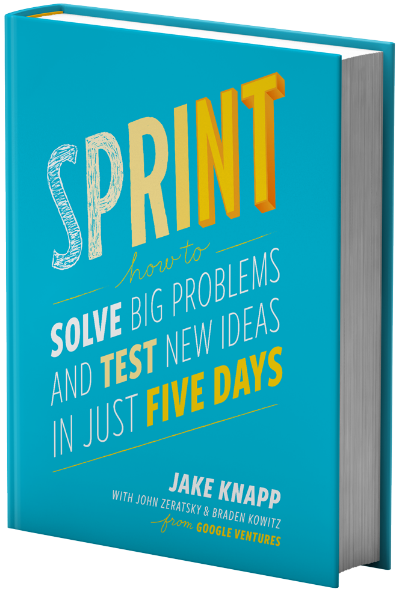 SPRINT
how to
SOLVE BIG PROBLEMS
AND TEST NEW IDEAS
IN JUST FIVE DAYS
JAKE KNAPP
WITH JOHN ZERATSKY & BRADEN KOWITZ
from GOOGLE VENTURES